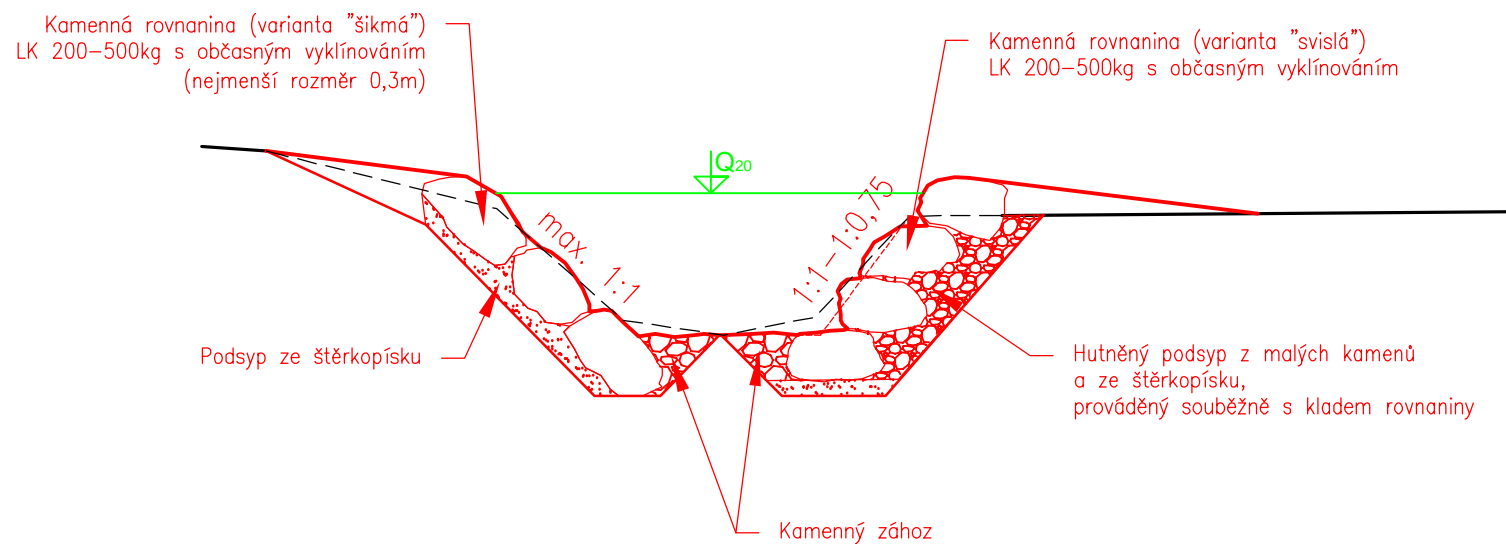 Kamenná rovnanina (varianta "šikmá")
LK 200-500kg s občasným vyklínováním
(nejmenší rozměr 0,3m)
Kamenná rovnanina (varianta "svislá")
LK 200-500kg s občasným vyklínováním
Q20
max. 1:1
1:1-1:0,75
Podsyp ze štěrkopísku
Hutněný podsyp z malých kamenů
a ze štěrkopísku,
prováděný souběžně s kladem rovnaniny
Kamenný zához